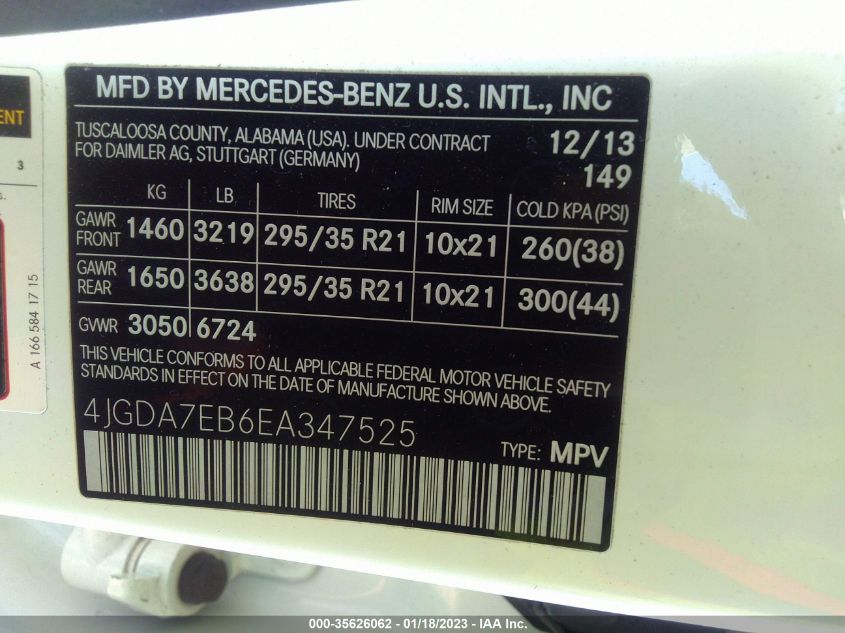 ENT
3
S.
A 166 584 17 15
MFD BY MERCEDES-BENZ U.S. INTL., INC
TUSCALOOSA COUNTY, ALABAMA (USA). UNDER CONTRACT
FOR DAIMLER AG, STUTTGART (GERMANY)
12/13
149
KG LB TIRES RIM SIZE COLD KPA (PSI)
GAWR FRONT 1460 3219 295/35 R21 10x21 260(38)
GAWR REAR 1650 3638 295/35 R21 10x21 300(44)
GVWR 3050 6724
THIS VEHICLE CONFORMS TO ALL APPLICABLE FEDERAL MOTOR VEHICLE SAFETY
STANDARDS IN EFFECT ON THE DATE OF MANUFACTURE SHOWN ABOVE.
4JGDA7EB6EA347525
TYPE: MPV
000-35626062 - 01/18/2023 - IAA Inc.